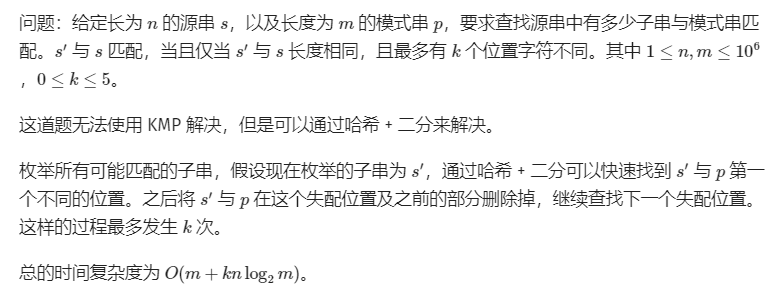 问题：给定长为 n 的源串 s，以及长度为 m 的模式串 p，要求查找源串中有多少子串与模式串匹
配。s′ 与 s 匹配，当且仅当 s′ 与 s 长度相同，且最多有 k 个位置字符不同。其中 1 ≤ n, m ≤ 10⁶
，0 ≤ k ≤ 5。
这道题无法使用 KMP 解决，但是可以通过哈希 + 二分来解决。
枚举所有可能匹配的子串，假设现在枚举的子串为 s′，通过哈希 + 二分可以快速找到 s′ 与 p 第一
个不同的位置。之后将 s′ 与 p 在这个失配位置及之前的部分删除掉，继续查找下一个失配位置。
这样的过程最多发生 k 次。
总的时间复杂度为 O(m + kn log₂ m)。